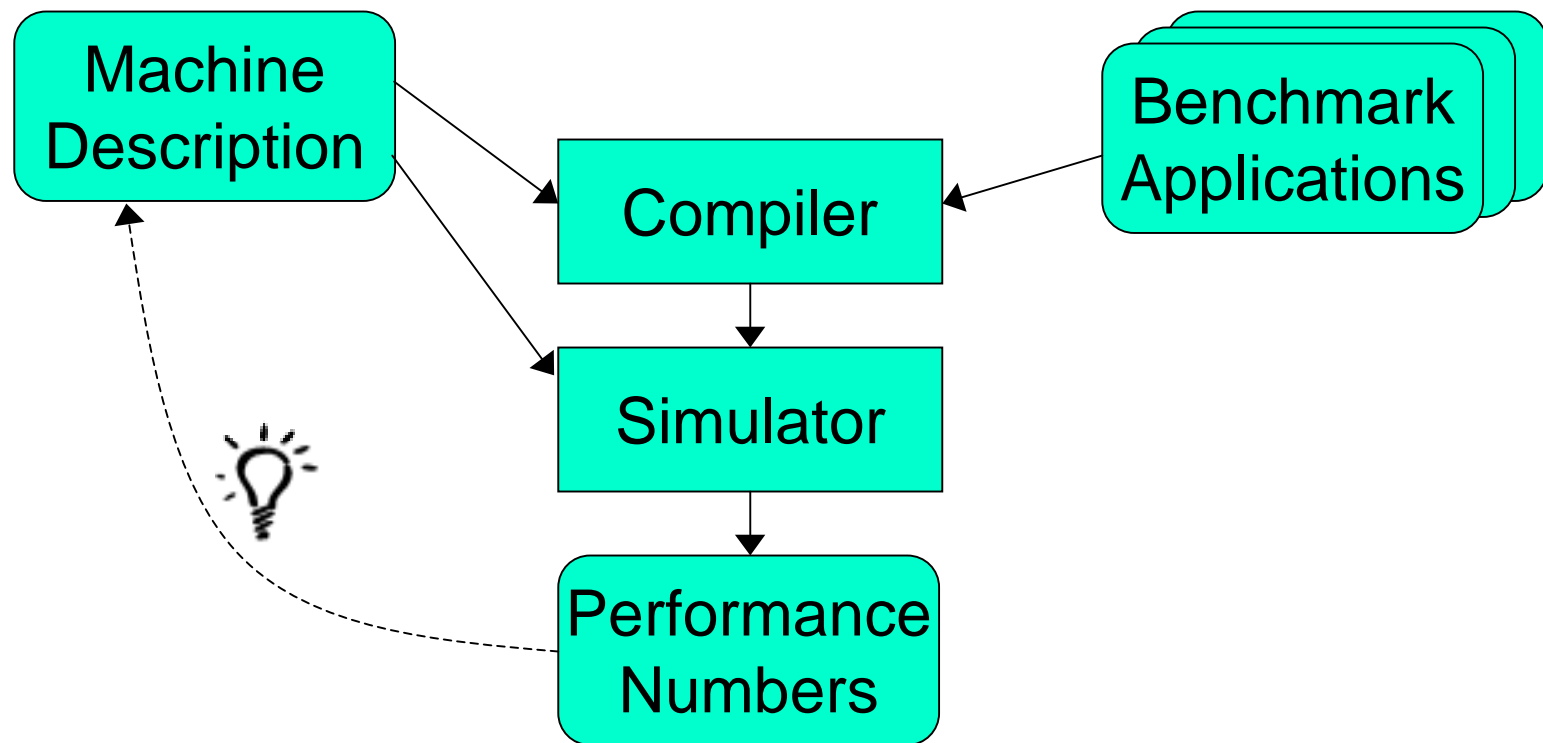 Machine
Description
Benchmark
Applications
Compiler
Simulator
Performance
Numbers